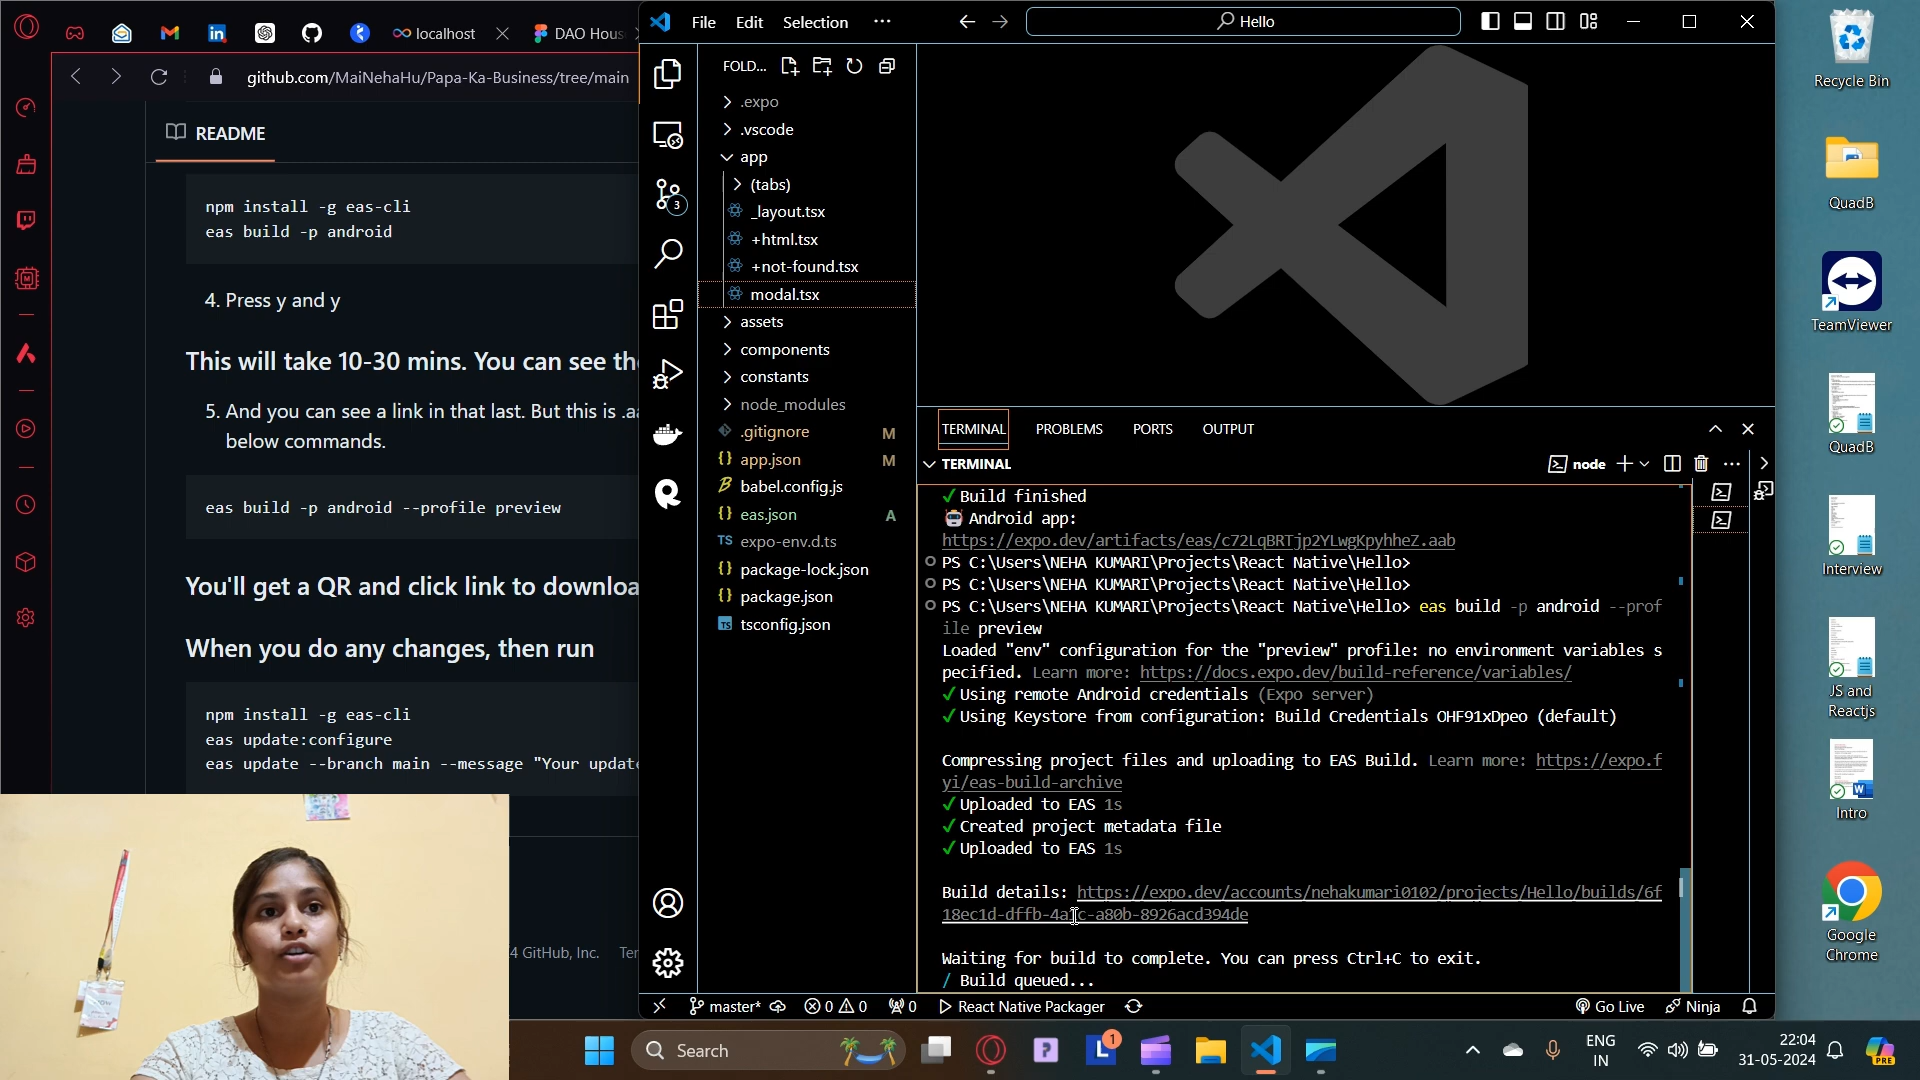 localhost
DAO Hous
github.com/MaiNehaHu/Papa-Ka-Business/tree/main
README
npm install -g eas-cli
eas build -p android
4. Press y and y
This will take 10-30 mins. You can see the
5. And you can see a link in that last. But this is .aa
below commands.
eas build -p android --profile preview
You'll get a QR and click link to downloa
When you do any changes, then run
npm install -g eas-cli
eas update:configure
eas update --branch main --message "Your update
4 GitHub, Inc.
Ter
File
Edit
Selection
Hello
FOLD...
.expo
.vscode
app
(tabs)
_layout.tsx
+html.tsx
+not-found.tsx
modal.tsx
assets
components
constants
node_modules
.gitignore M
app.json M
babel.config.js
eas.json A
TS expo-env.d.ts
package-lock.json
package.json
tsconfig.json
3
TERMINAL
PROBLEMS
PORTS
OUTPUT
TERMINAL
node
Build finished
Android app:
https://expo.dev/artifacts/eas/c72LqBRTjp2YLwgKpyhheZ.aab
PS C:\Users\NEHA KUMARI\Projects\React Native\Hello>
PS C:\Users\NEHA KUMARI\Projects\React Native\Hello>
PS C:\Users\NEHA KUMARI\Projects\React Native\Hello> eas build -p android --prof
ile preview
Loaded "env" configuration for the "preview" profile: no environment variables s
pecified. Learn more: https://docs.expo.dev/build-reference/variables/
Using remote Android credentials (Expo server)
Using Keystore from configuration: Build Credentials OHF91xDpeo (default)
Compressing project files and uploading to EAS Build. Learn more: https://expo.f
yi/eas-build-archive
Uploaded to EAS 1s
Created project metadata file
Uploaded to EAS 1s
Build details: https://expo.dev/accounts/nehakumari0102/projects/Hello/builds/6f
18ec1d-dffb-4a1c-a80b-8926acd394de
Waiting for build to complete. You can press Ctrl+C to exit.
/ Build queued...
master*
0
0
0
React Native Packager
Go Live
Ninja
Recycle Bin
QuadB
TeamViewer
QuadB
Interview
JS and
Reactjs
Intro
Google
Chrome
Search
1
ENG
IN
22:04
31-05-2024
PRE